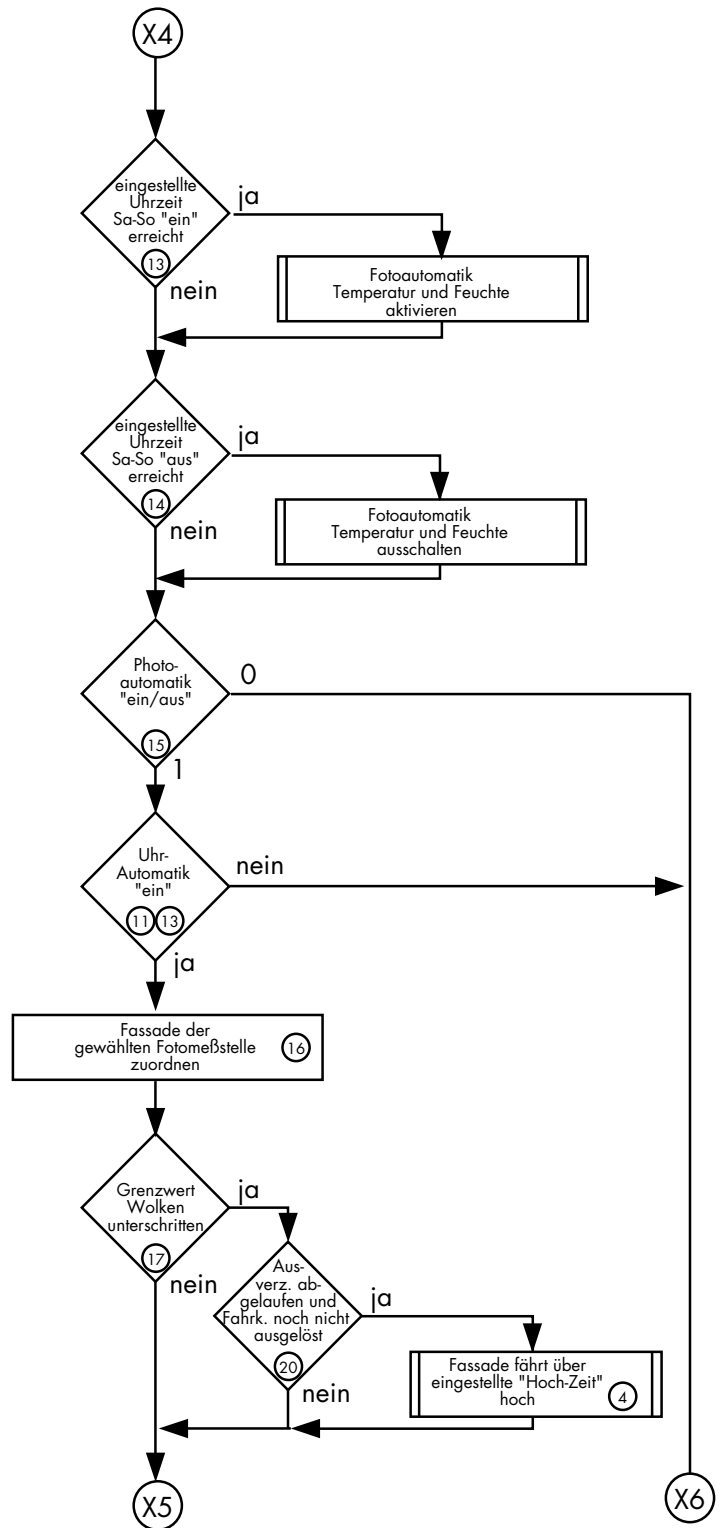 X4
eingestellte
Uhrzeit
Sa-So "ein"
erreicht
13
ja
nein
Fotoautomatik
Temperatur und Feuchte
aktivieren
eingestellte
Uhrzeit
Sa-So "aus"
erreicht
14
ja
nein
Fotoautomatik
Temperatur und Feuchte
ausschalten
Photo-
automatik
"ein/aus"
15
0
1
Uhr-
Automatik
"ein"
11 13
nein
ja
Fassade der
gewählten Fotomeßstelle
zuordnen
16
Grenzwert
Wolken
unterschritten
17
ja
nein
Aus-
verz. ab-
gelaufen und
Fahrk. noch nicht
ausgelöst
20
ja
nein
Fassade fährt über
eingestellte "Hoch-Zeit"
hoch
4
X5
X6